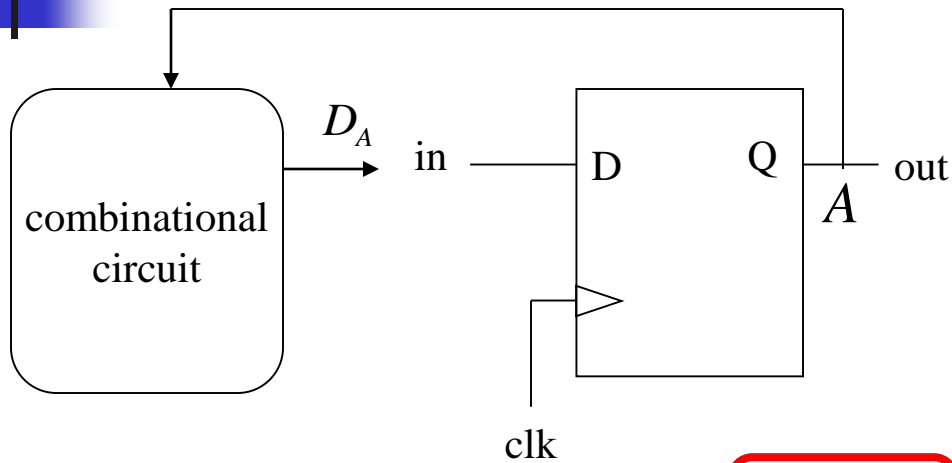 D_A
in
D
Q
out
A
combinational
circuit
clk